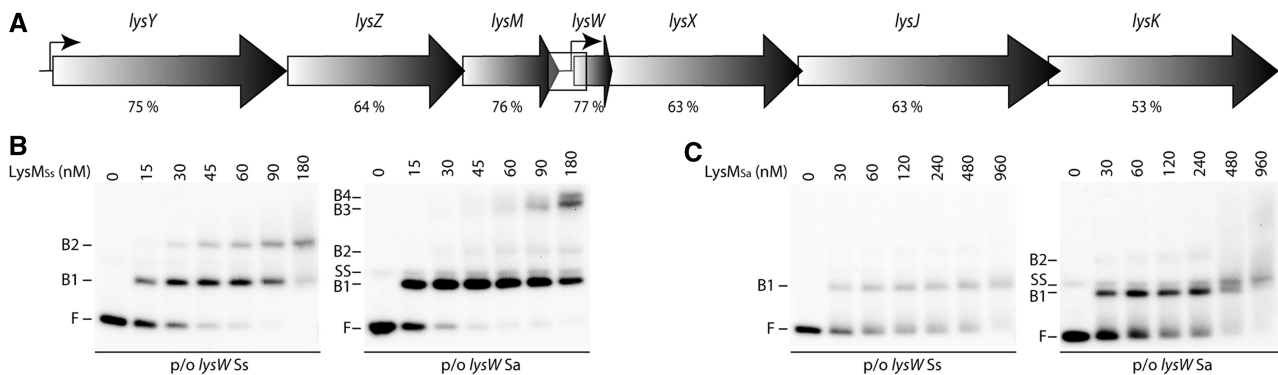 A
lysY lysZ lysM lysW lysX lysJ lysK
75 % 64 % 76 % 77 % 63 % 63 % 53 %
B
LysMSs (nM) 0 15 30 45 60 90 180
B2
B1
F
p/o lysW Ss
0 15 30 45 60 90 180
B4
B3
B2
SS
B1
F
p/o lysW Sa
C
LysMSa (nM) 0 30 60 120 240 480 960
B1
F
p/o lysW Ss
0 30 60 120 240 480 960
B2
SS
B1
F
p/o lysW Sa